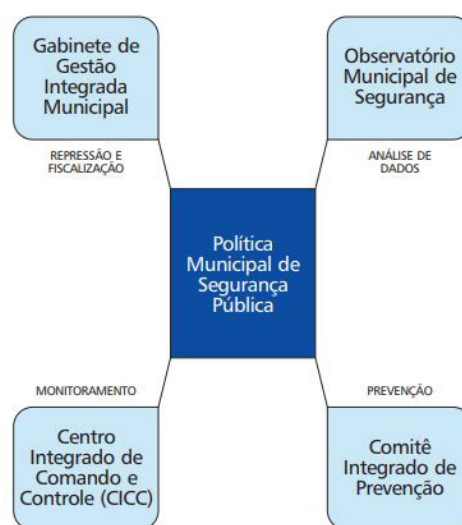 Gabinete de
Gestão
Integrada
Municipal
REPRESSÃO E
FISCALIZAÇÃO
Observatório
Municipal de
Segurança
ANÁLISE DE
DADOS
Política
Municipal de
Segurança
Pública
MONITORAMENTO
Centro
Integrado de
Comando e
Controle (CICC)
PREVENÇÃO
Comitê
Integrado de
Prevenção